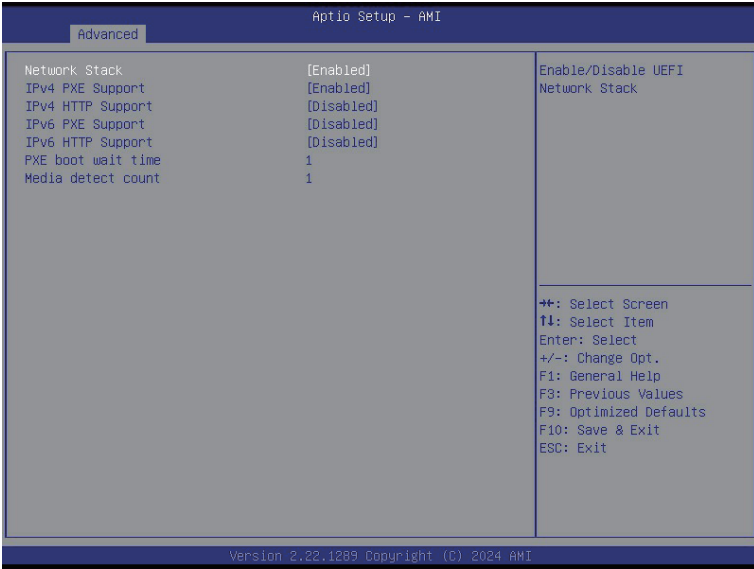 Aptio Setup – AMI
Advanced
Network Stack [Enabled]
IPv4 PXE Support [Enabled]
IPv4 HTTP Support [Disabled]
IPv6 PXE Support [Disabled]
IPv6 HTTP Support [Disabled]
PXE boot wait time 1
Media detect count 1
Enable/Disable UEFI
Network Stack
→←: Select Screen
↑↓: Select Item
Enter: Select
+/-: Change Opt.
F1: General Help
F3: Previous Values
F9: Optimized Defaults
F10: Save & Exit
ESC: Exit
Version 2.22.1289 Copyright (C) 2024 AMI